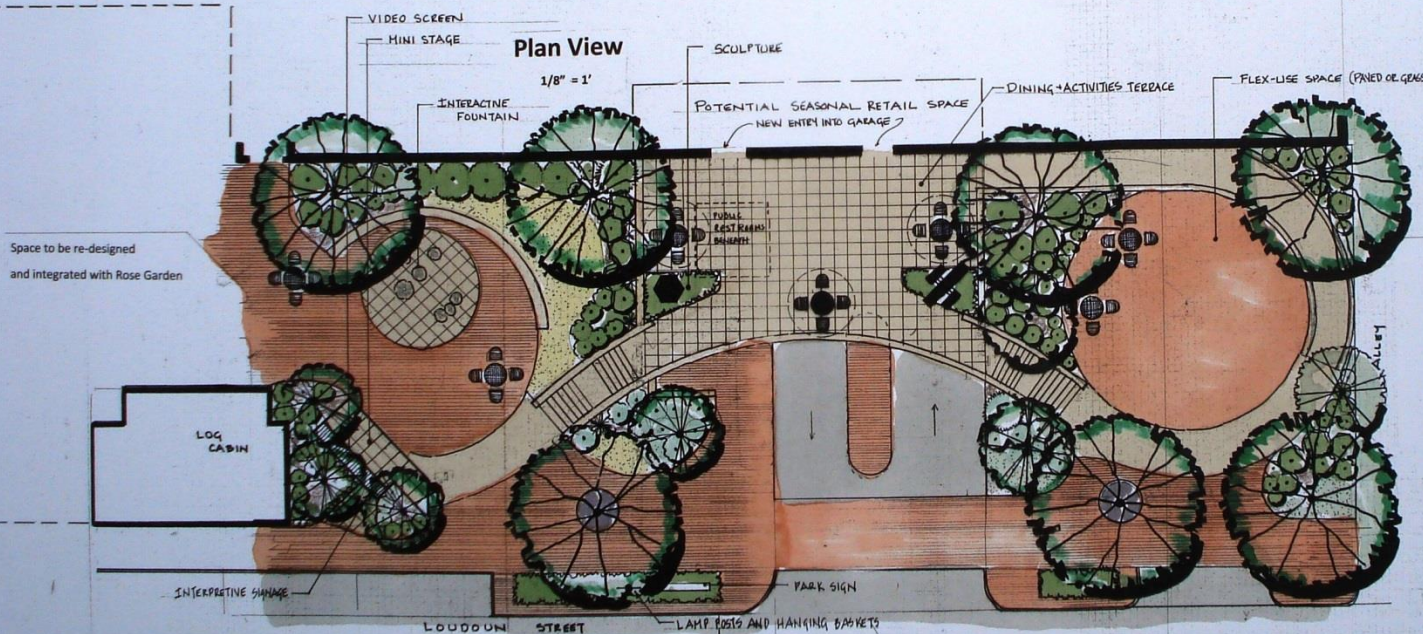 VIDEO SCREEN
MINI STAGE
Plan View
1/8" = 1'
SCULPTURE
INTERACTIVE
FOUNTAIN
POTENTIAL SEASONAL RETAIL SPACE
NEW ENTRY INTO GARAGE
DINING + ACTIVITIES TERRACE
FLEX-USE SPACE (PAVED OR GRASS
PUBLIC
RESTROOMS
BENEATH
Space to be re-designed
and integrated with Rose Garden
ALLEY
LOG
CABIN
INTERPRETIVE SIGNAGE
PARK SIGN
LOUDOUN STREET
LAMP POSTS AND HANGING BASKETS